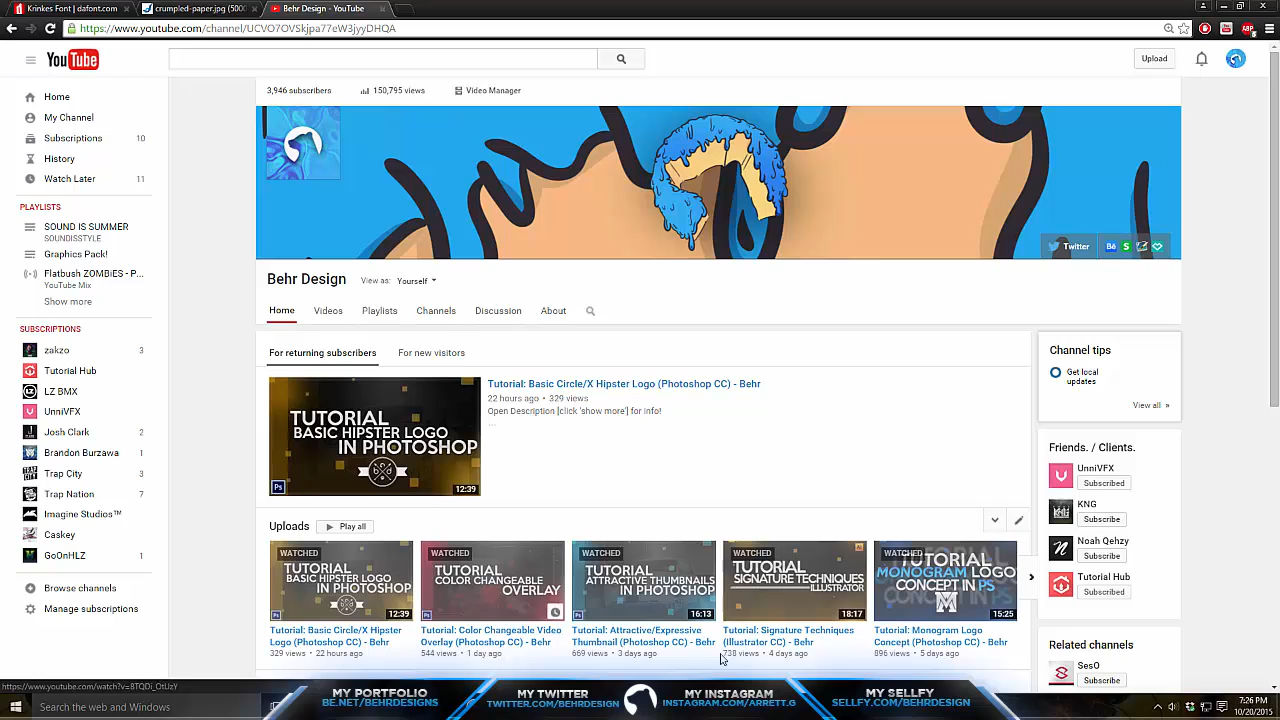 Krinkes Font | dafont.com
crumpled-paper.jpg (5000
Behr Design - YouTube
https://www.youtube.com/channel/UCVO7OVSkjpa77eW3jyyDHQA
YouTube
Upload
Home
My Channel
Subscriptions 10
History
Watch Later 11
PLAYLISTS
SOUND IS SUMMER
SOUNDISSTYLE
Graphics Pack!
Flatbush ZOMBiES - P...
YouTube Mix
Show more
SUBSCRIPTIONS
zakzo 3
Tutorial Hub
LZ BMX
UnniVFX
Josh Clark 2
Brandon Burzawa 1
Trap City 3
Trap Nation 7
Imagine Studios™
Caskey
GoOnHLZ 1
Browse channels
Manage subscriptions
3,946 subscribers 150,795 views Video Manager
Twitter Bē S
Behr Design View as: Yourself
Home Videos Playlists Channels Discussion About
For returning subscribers For new visitors
TUTORIAL
BASIC HIPSTER LOGO
IN PHOTOSHOP
Ps 12:39
Tutorial: Basic Circle/X Hipster Logo (Photoshop CC) - Behr
22 hours ago • 329 views
Open Description [click 'show more'] for info!
...
Uploads Play all
WATCHED
TUTORIAL
BASIC HIPSTER LOGO
IN PHOTOSHOP
12:39
Tutorial: Basic Circle/X Hipster
Logo (Photoshop CC) - Behr
329 views • 22 hours ago
WATCHED
TUTORIAL
COLOR CHANGEABLE
OVERLAY
Tutorial: Color Changeable Video
Overlay (Photoshop CC) - Behr
544 views • 1 day ago
WATCHED
TUTORIAL
ATTRACTIVE THUMBNAILS
IN PHOTOSHOP
16:13
Tutorial: Attractive/Expressive
Thumbnail (Photoshop CC) - Behr
669 views • 3 days ago
WATCHED
TUTORIAL
SIGNATURE TECHNIQUES
ILLUSTRATOR
18:17
Tutorial: Signature Techniques
(Illustrator CC) - Behr
738 views • 4 days ago
WATCHED
TUTORIAL
MONOGRAM LOGO
CONCEPT IN PS
15:25
Tutorial: Monogram Logo
Concept (Photoshop CC) - Behr
896 views • 5 days ago
Channel tips
Get local
updates
View all »
Friends. / Clients.
UnniVFX
Subscribed
KNG
Subscribe
Noah Qehzy
Subscribe
Tutorial Hub
Subscribed
Related channels
SesO
Subscribe
https://www.youtube.com/watch?v=8TQDi_OtUzY
Search the web and Windows
MY PORTFOLIO
BE.NET/BEHRDESIGNS
MY TWITTER
TWITTER.COM/BEHRDESIGN
MY INSTAGRAM
INSTAGRAM.COM/ARRETT.G
MY SELLFY
SELLFY.COM/BEHRDESIGN
7:26 PM
10/20/2015